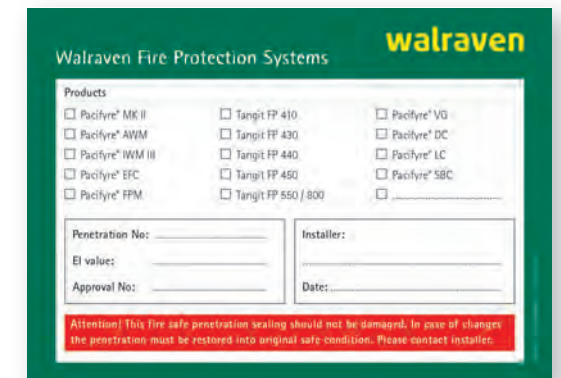 walraven
Walraven Fire Protection Systems
Products
☐ Pacifyre® MK II ☐ Tangit FP 410 ☐ Pacifyre® VG
☐ Pacifyre® AWM ☐ Tangit FP 430 ☐ Pacifyre® DC
☐ Pacifyre® IWM III ☐ Tangit FP 440 ☐ Pacifyre® LC
☐ Pacifyre® EFC ☐ Tangit FP 450 ☐ Pacifyre® SBC
☐ Pacifyre® FPM ☐ Tangit FP 550 / 800 ☐
Penetration No:
EI value:
Approval No:
Installer:
Date:
Attention! This fire safe penetration sealing should not be damaged. In case of changes
the penetration must be restored into original safe condition. Please contact installer.